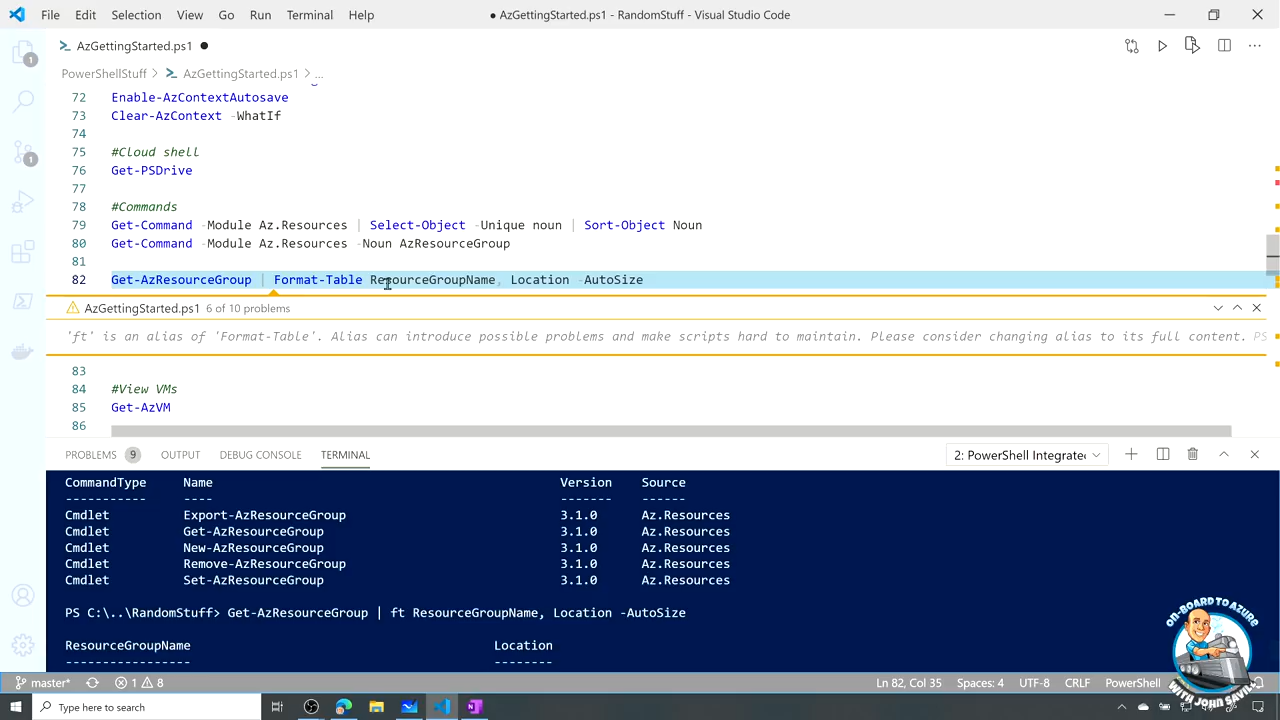 File Edit Selection View Go Run Terminal Help
● AzGettingStarted.ps1 - RandomStuff - Visual Studio Code
AzGettingStarted.ps1 ●
PowerShellStuff > AzGettingStarted.ps1 > ...
72 Enable-AzContextAutosave
73 Clear-AzContext -WhatIf
74
75 #Cloud shell
76 Get-PSDrive
77
78 #Commands
79 Get-Command -Module Az.Resources | Select-Object -Unique noun | Sort-Object Noun
80 Get-Command -Module Az.Resources -Noun AzResourceGroup
81
82 Get-AzResourceGroup | Format-Table ResourceGroupName, Location -AutoSize
AzGettingStarted.ps1 6 of 10 problems
'ft' is an alias of 'Format-Table'. Alias can introduce possible problems and make scripts hard to maintain. Please consider changing alias to its full content. PS
83
84 #View VMs
85 Get-AzVM
86
PROBLEMS 9 OUTPUT DEBUG CONSOLE TERMINAL 2: PowerShell Integrated
CommandType Name Version Source
----------- ---- ------- ------
Cmdlet Export-AzResourceGroup 3.1.0 Az.Resources
Cmdlet Get-AzResourceGroup 3.1.0 Az.Resources
Cmdlet New-AzResourceGroup 3.1.0 Az.Resources
Cmdlet Remove-AzResourceGroup 3.1.0 Az.Resources
Cmdlet Set-AzResourceGroup 3.1.0 Az.Resources
PS C:\..\RandomStuff> Get-AzResourceGroup | ft ResourceGroupName, Location -AutoSize
ResourceGroupName Location
----------------- --------
ON-BOARD TO AZURE
WITH JOHN
master* 1 8 Ln 82, Col 35 Spaces: 4 UTF-8 CRLF PowerShell
Type here to search